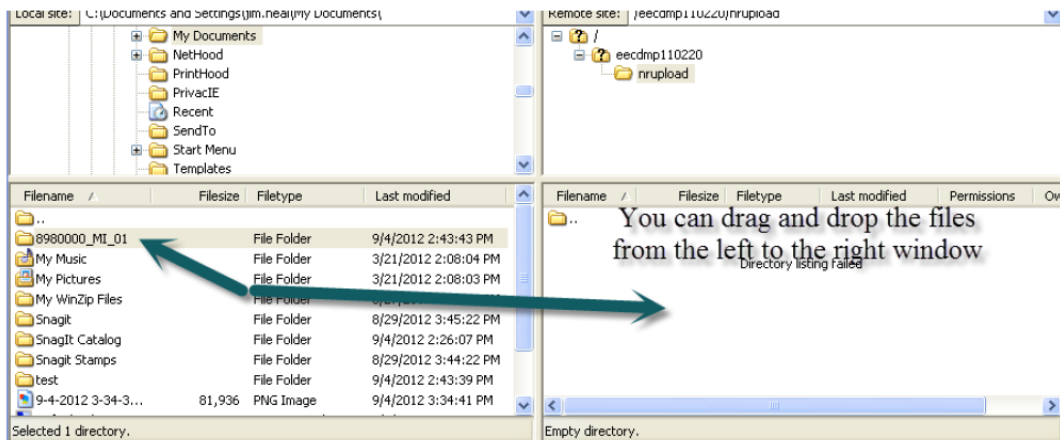 Local site: C:\Documents and Settings\jim.neal\My Documents\
My Documents
NetHood
PrintHood
PrivacIE
Recent
SendTo
Start Menu
Templates
Remote site: /eecdmp110220/nrupload
/
eecdmp110220
nrupload
Filename Filesize Filetype Last modified
..
8980000_MI_01 File Folder 9/4/2012 2:43:43 PM
My Music File Folder 3/21/2012 2:08:04 PM
My Pictures File Folder 3/21/2012 2:08:03 PM
My WinZip Files File Folder
Snagit File Folder 8/29/2012 3:45:22 PM
SnagIt Catalog File Folder 9/4/2012 2:26:07 PM
Snagit Stamps File Folder 8/29/2012 3:44:22 PM
test File Folder 9/4/2012 2:43:39 PM
9-4-2012 3-34-3... 81,936 PNG Image 9/4/2012 3:34:41 PM
Selected 1 directory.
Filename Filesize Filetype Last modified Permissions Ow
..
You can drag and drop the files
from the left to the right window
Directory listing failed
Empty directory.